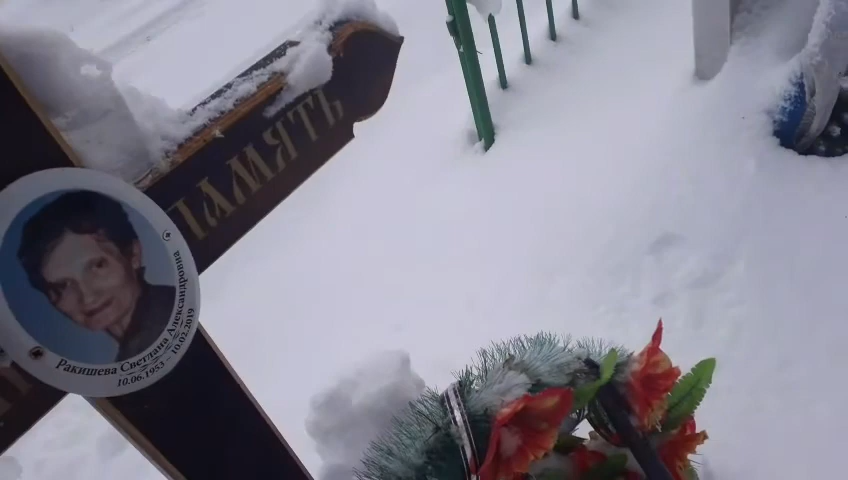 ПАМЯТЬ
Ракишева Светлана Александровна
10.06.1953 – 10.02.2019